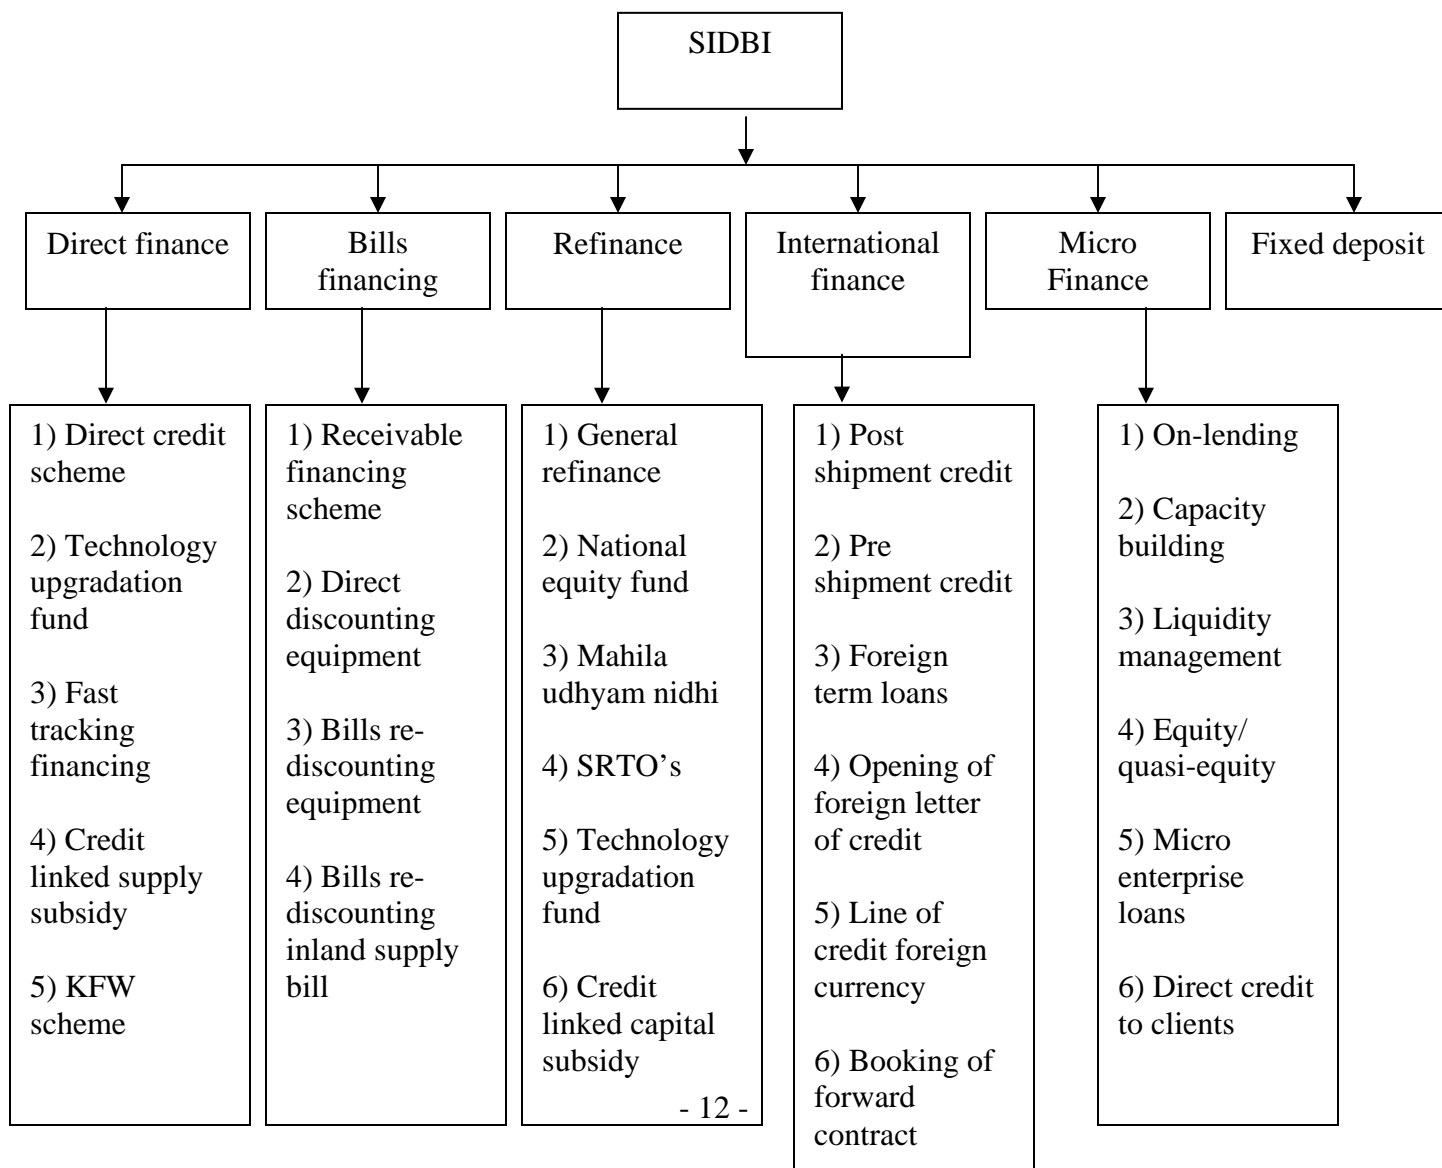 SIDBI
Direct finance
Bills
financing
Refinance
International
finance
Micro
Finance
Fixed deposit
1) Direct credit
scheme
2) Technology
upgradation
fund
3) Fast
tracking
financing
4) Credit
linked supply
subsidy
5) KFW
scheme
1) Receivable
financing
scheme
2) Direct
discounting
equipment
3) Bills re-
discounting
equipment
4) Bills re-
discounting
inland supply
bill
1) General
refinance
2) National
equity fund
3) Mahila
udhyam nidhi
4) SRTO’s
5) Technology
upgradation
fund
6) Credit
linked capital
subsidy
1) Post
shipment credit
2) Pre
shipment credit
3) Foreign
term loans
4) Opening of
foreign letter
of credit
5) Line of
credit foreign
currency
6) Booking of
forward
contract
1) On-lending
2) Capacity
building
3) Liquidity
management
4) Equity/
quasi-equity
5) Micro
enterprise
loans
6) Direct credit
to clients
- 12 -